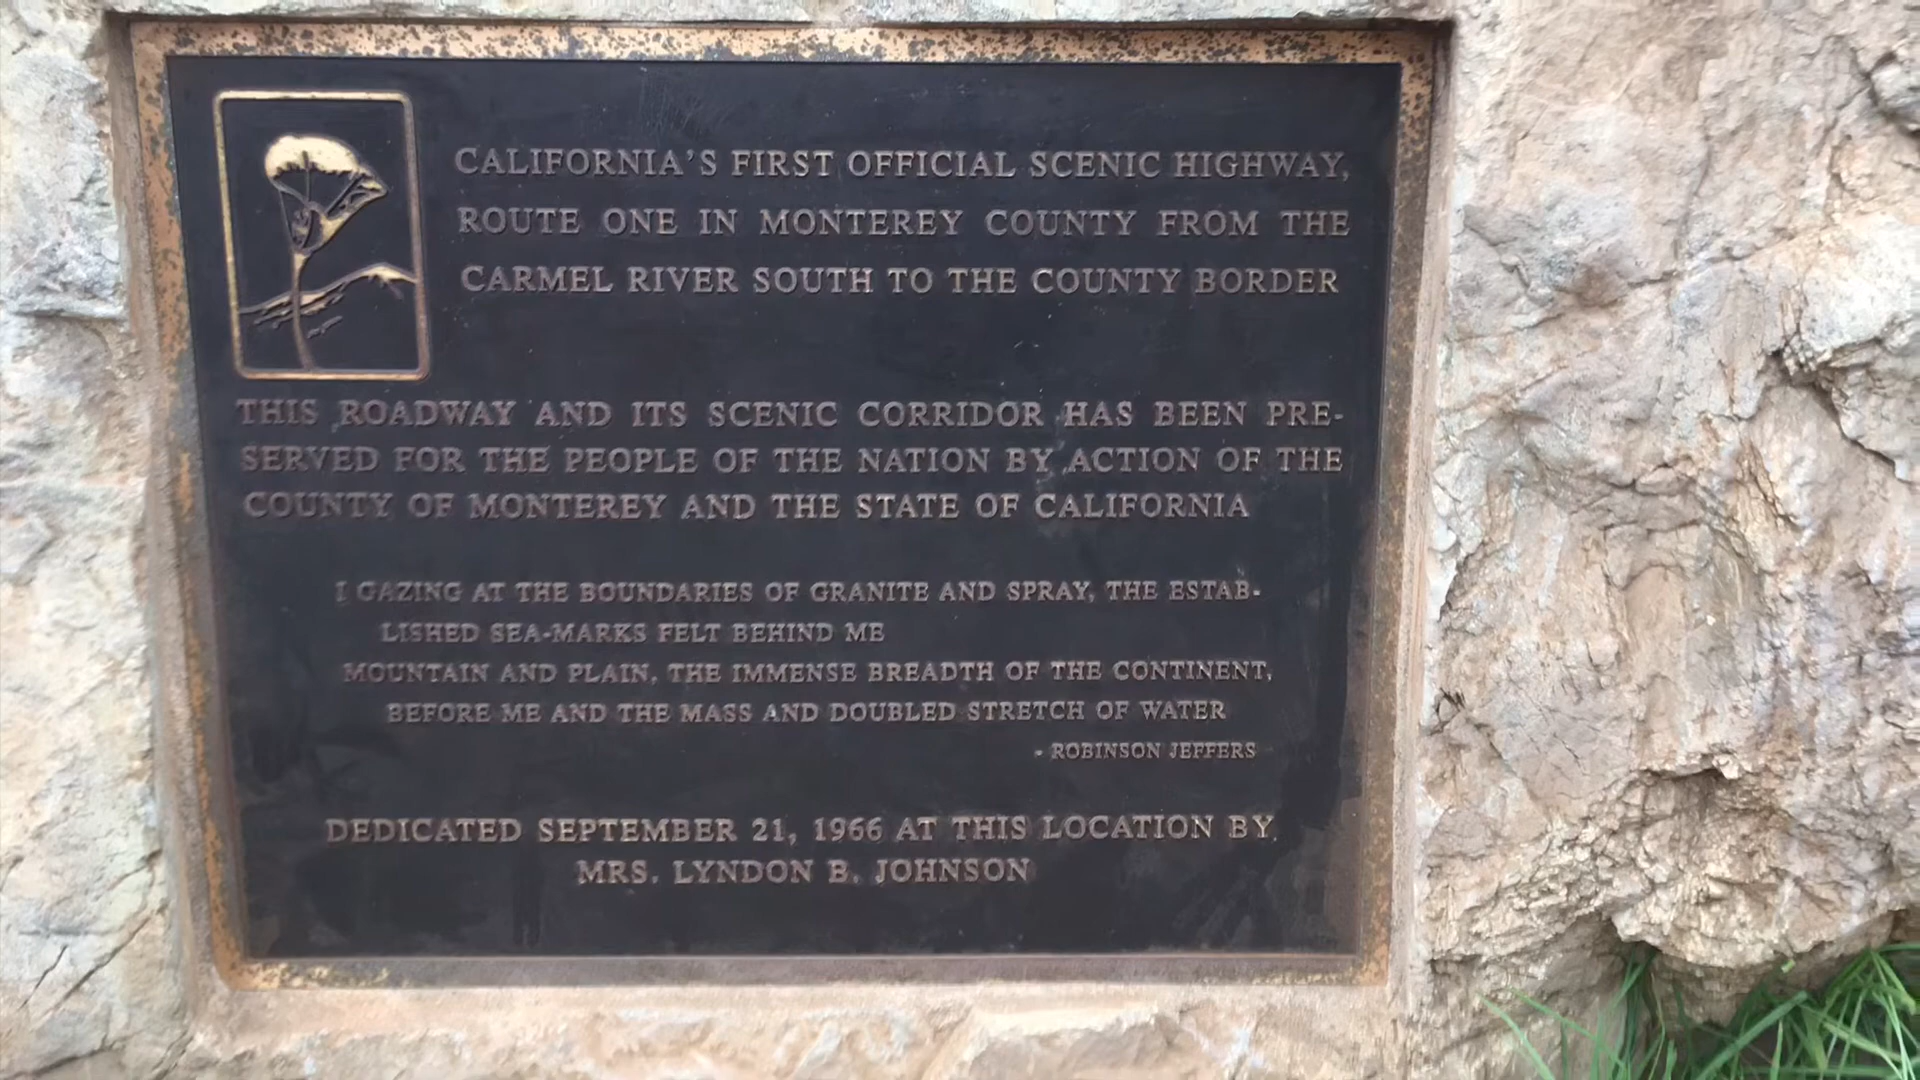 CALIFORNIA'S FIRST OFFICIAL SCENIC HIGHWAY,
ROUTE ONE IN MONTEREY COUNTY FROM THE
CARMEL RIVER SOUTH TO THE COUNTY BORDER
THIS ROADWAY AND ITS SCENIC CORRIDOR HAS BEEN PRE-
SERVED FOR THE PEOPLE OF THE NATION BY ACTION OF THE
COUNTY OF MONTEREY AND THE STATE OF CALIFORNIA
I GAZING AT THE BOUNDARIES OF GRANITE AND SPRAY, THE ESTAB-
LISHED SEA-MARKS FELT BEHIND ME
MOUNTAIN AND PLAIN, THE IMMENSE BREADTH OF THE CONTINENT,
BEFORE ME AND THE MASS AND DOUBLED STRETCH OF WATER
- ROBINSON JEFFERS
DEDICATED SEPTEMBER 21, 1966 AT THIS LOCATION BY
MRS. LYNDON B. JOHNSON